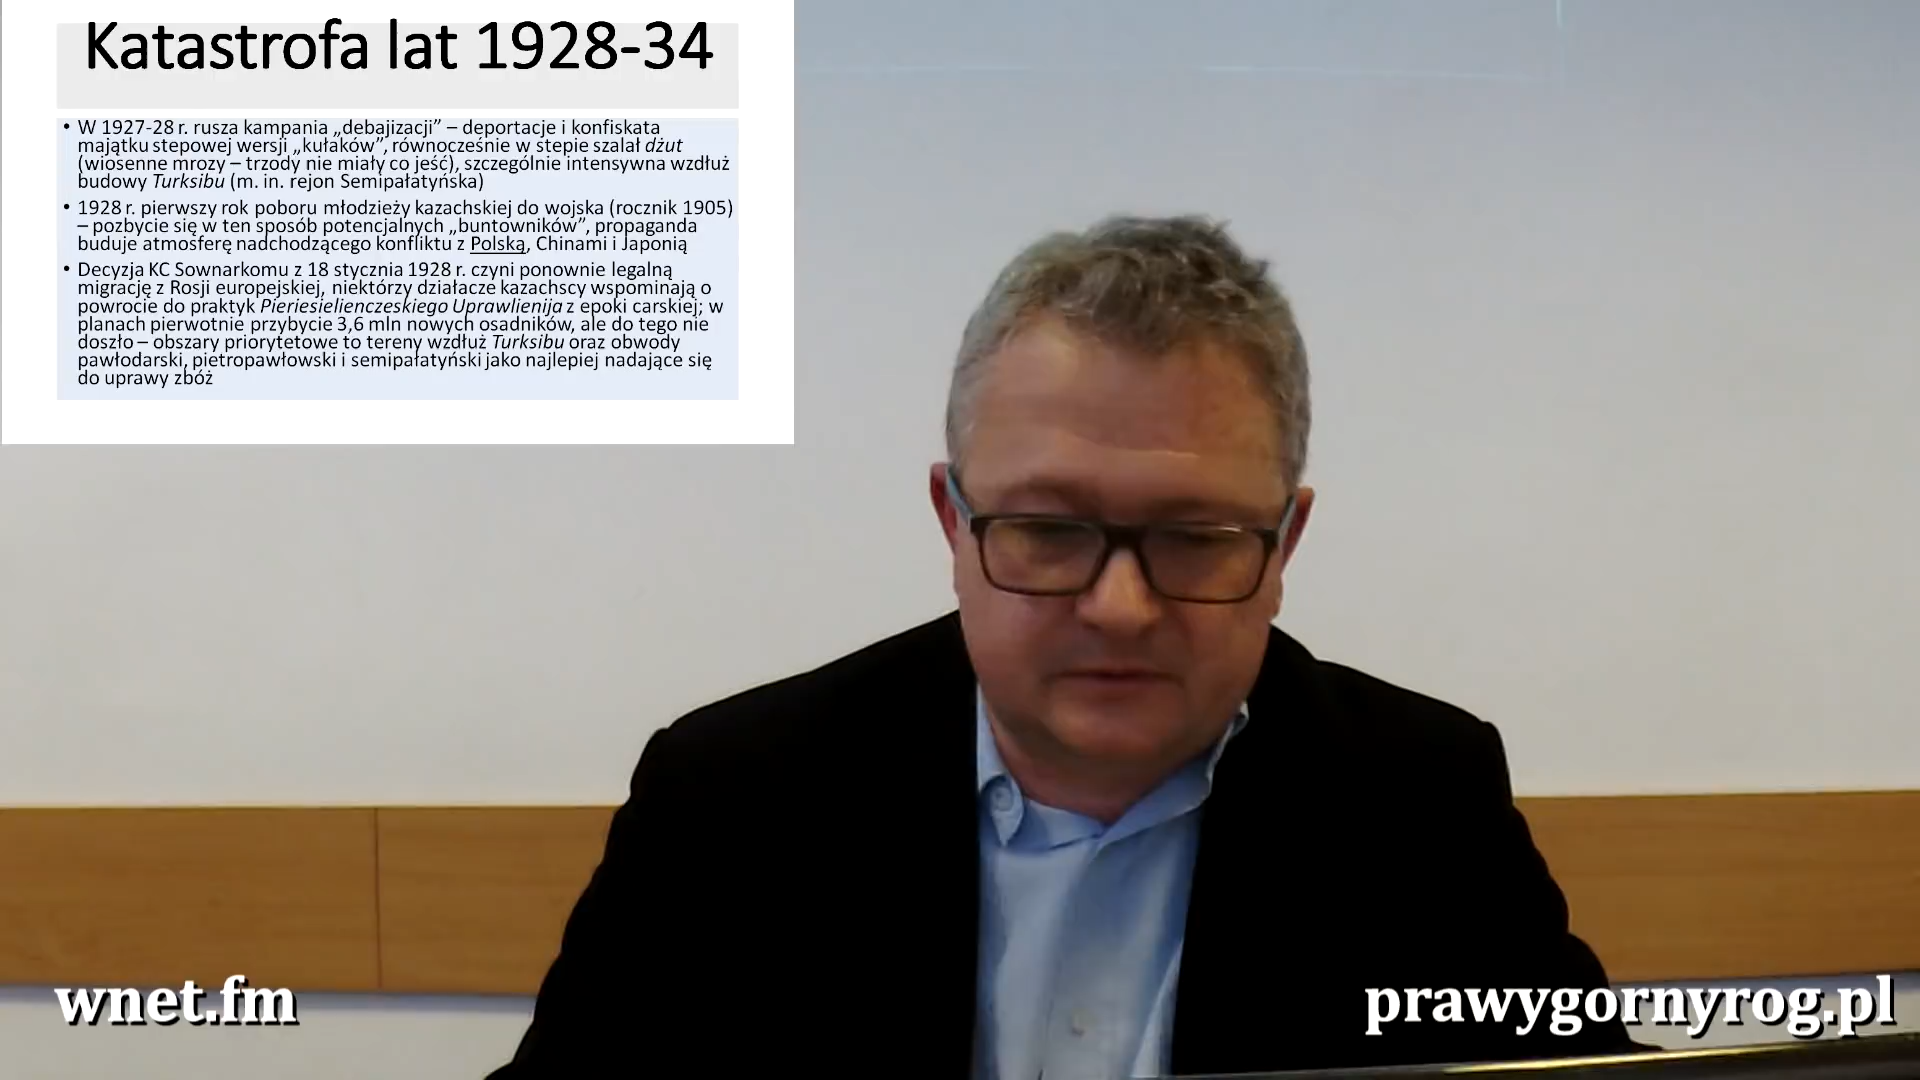 Katastrofa lat 1928-34
• W 1927-28 r. rusza kampania „debajizacji” – deportacje i konfiskata
majątku stepowej wersji „kułaków”, równocześnie w stepie szalał dżut
(wiosenne mrozy – trzody nie miały co jeść), szczególnie intensywna wzdłuż
budowy Turksibu (m. in. rejon Semipałatyńska)
• 1928 r. pierwszy rok poboru młodzieży kazachskiej do wojska (rocznik 1905)
– pozbycie się w ten sposób potencjalnych „buntowników”, propaganda
buduje atmosferę nadchodzącego konfliktu z Polską, Chinami i Japonią
• Decyzja KC Sownarkomu z 18 stycznia 1928 r. czyni ponownie legalną
migrację z Rosji europejskiej, niektórzy działacze kazachscy wspominają o
powrocie do praktyk Pieriesielienczeskiego Uprawlienija z epoki carskiej; w
planach pierwotnie przybycie 3,6 mln nowych osadników, ale do tego nie
doszło – obszary priorytetowe to tereny wzdłuż Turksibu oraz obwody
pawłodarski, pietropawłowski i semipałatyński jako najlepiej nadające się
do uprawy zbóż
wnet.fm
prawygornyrog.pl